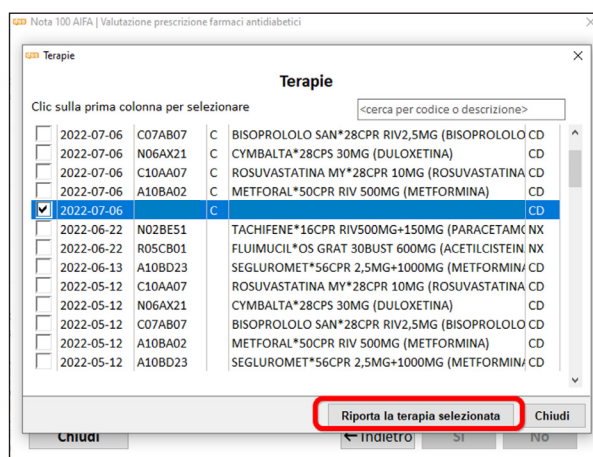 Nota 100 AIFA | Valutazione prescrizione farmaci antidiabetici
Terapie
Terapie
Clic sulla prima colonna per selezionare <cerca per codice o descrizione>
2022-07-06 C07AB07 C BISOPROLOLO SAN*28CPR RIV2,5MG (BISOPROLOLO CD
2022-07-06 N06AX21 C CYMBALTA*28CPS 30MG (DULOXETINA) CD
2022-07-06 C10AA07 C ROSUVASTATINA MY*28CPR 10MG (ROSUVASTATINA CD
2022-07-06 A10BA02 C METFORAL*50CPR RIV 500MG (METFORMINA) CD
2022-07-06 C CD
2022-06-22 N02BE51 TACHIFENE*16CPR RIV500MG+150MG (PARACETAMO NX
2022-06-22 R05CB01 FLUIMUCIL*OS GRAT 30BUST 600MG (ACETILCISTEIN. NX
2022-06-13 A10BD23 SEGLUROMET*56CPR 2,5MG+1000MG (METFORMIN CD
2022-05-12 C10AA07 ROSUVASTATINA MY*28CPR 10MG (ROSUVASTATINA CD
2022-05-12 N06AX21 CYMBALTA*28CPS 30MG (DULOXETINA) CD
2022-05-12 C07AB07 BISOPROLOLO SAN*28CPR RIV2,5MG (BISOPROLOLO CD
2022-05-12 A10BA02 METFORAL*50CPR RIV 500MG (METFORMINA) CD
2022-05-12 A10BD23 SEGLUROMET*56CPR 2,5MG+1000MG (METFORMIN CD
Riporta la terapia selezionata Chiudi
Chiudi ←Indietro Sì No